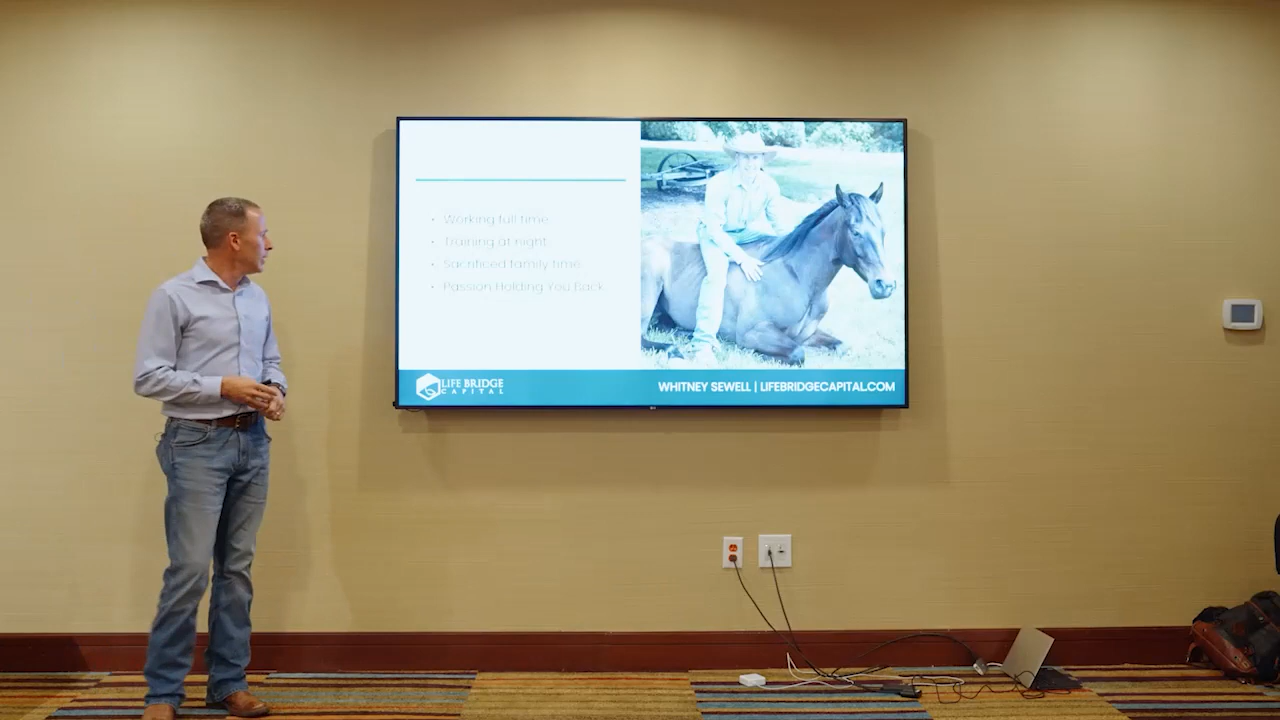 • Working full time
• Training at night
• Sacrificed family time
• Passion Holding You Back
LIFE BRIDGE
CAPITAL
WHITNEY SEWELL | LIFEBRIDGECAPITAL.COM